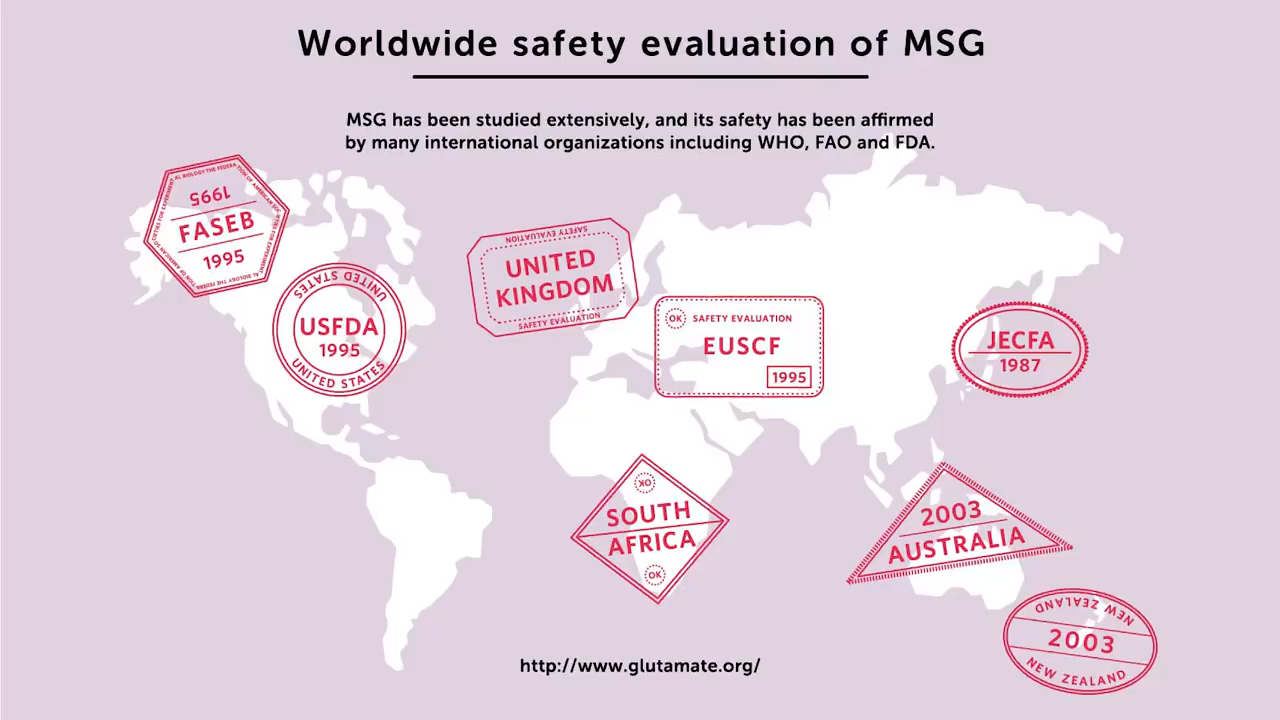 Worldwide safety evaluation of MSG
MSG has been studied extensively, and its safety has been affirmed
by many international organizations including WHO, FAO and FDA.
1995
FASEB
1995
UNITED STATES
USFDA
1995
UNITED STATES
SAFETY EVALUATION
UNITED
KINGDOM
SAFETY EVALUATION
OK SAFETY EVALUATION
EUSCF
1995
JECFA
1987
OK
SOUTH
AFRICA
OK
2003
AUSTRALIA
NEW ZEALAND
2003
NEW ZEALAND
http://www.glutamate.org/